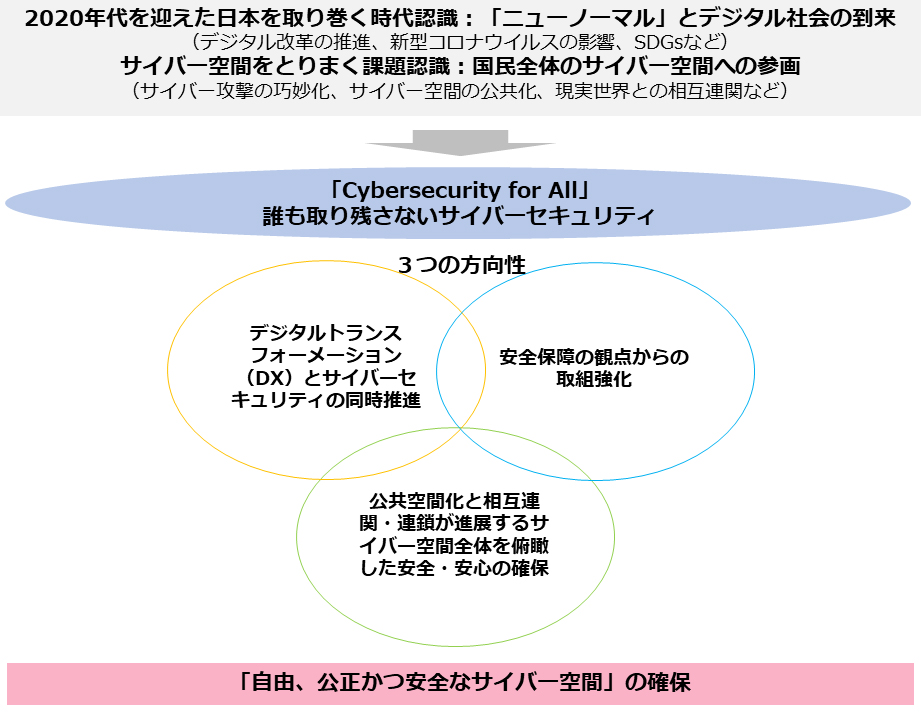 2020年代を迎えた日本を取り巻く時代認識：「ニューノーマル」とデジタル社会の到来
（デジタル改革の推進、新型コロナウイルスの影響、SDGsなど）
サイバー空間をとりまく課題認識：国民全体のサイバー空間への参画
（サイバー攻撃の巧妙化、サイバー空間の公共化、現実世界との相互連関など）
「Cybersecurity for All」
誰も取り残さないサイバーセキュリティ
３つの方向性
デジタルトランス
フォーメーション
（DX）とサイバーセ
キュリティの同時推進
安全保障の観点からの
取組強化
公共空間化と相互連
関・連鎖が進展するサ
イバー空間全体を俯瞰
した安全・安心の確保
「自由、公正かつ安全なサイバー空間」の確保